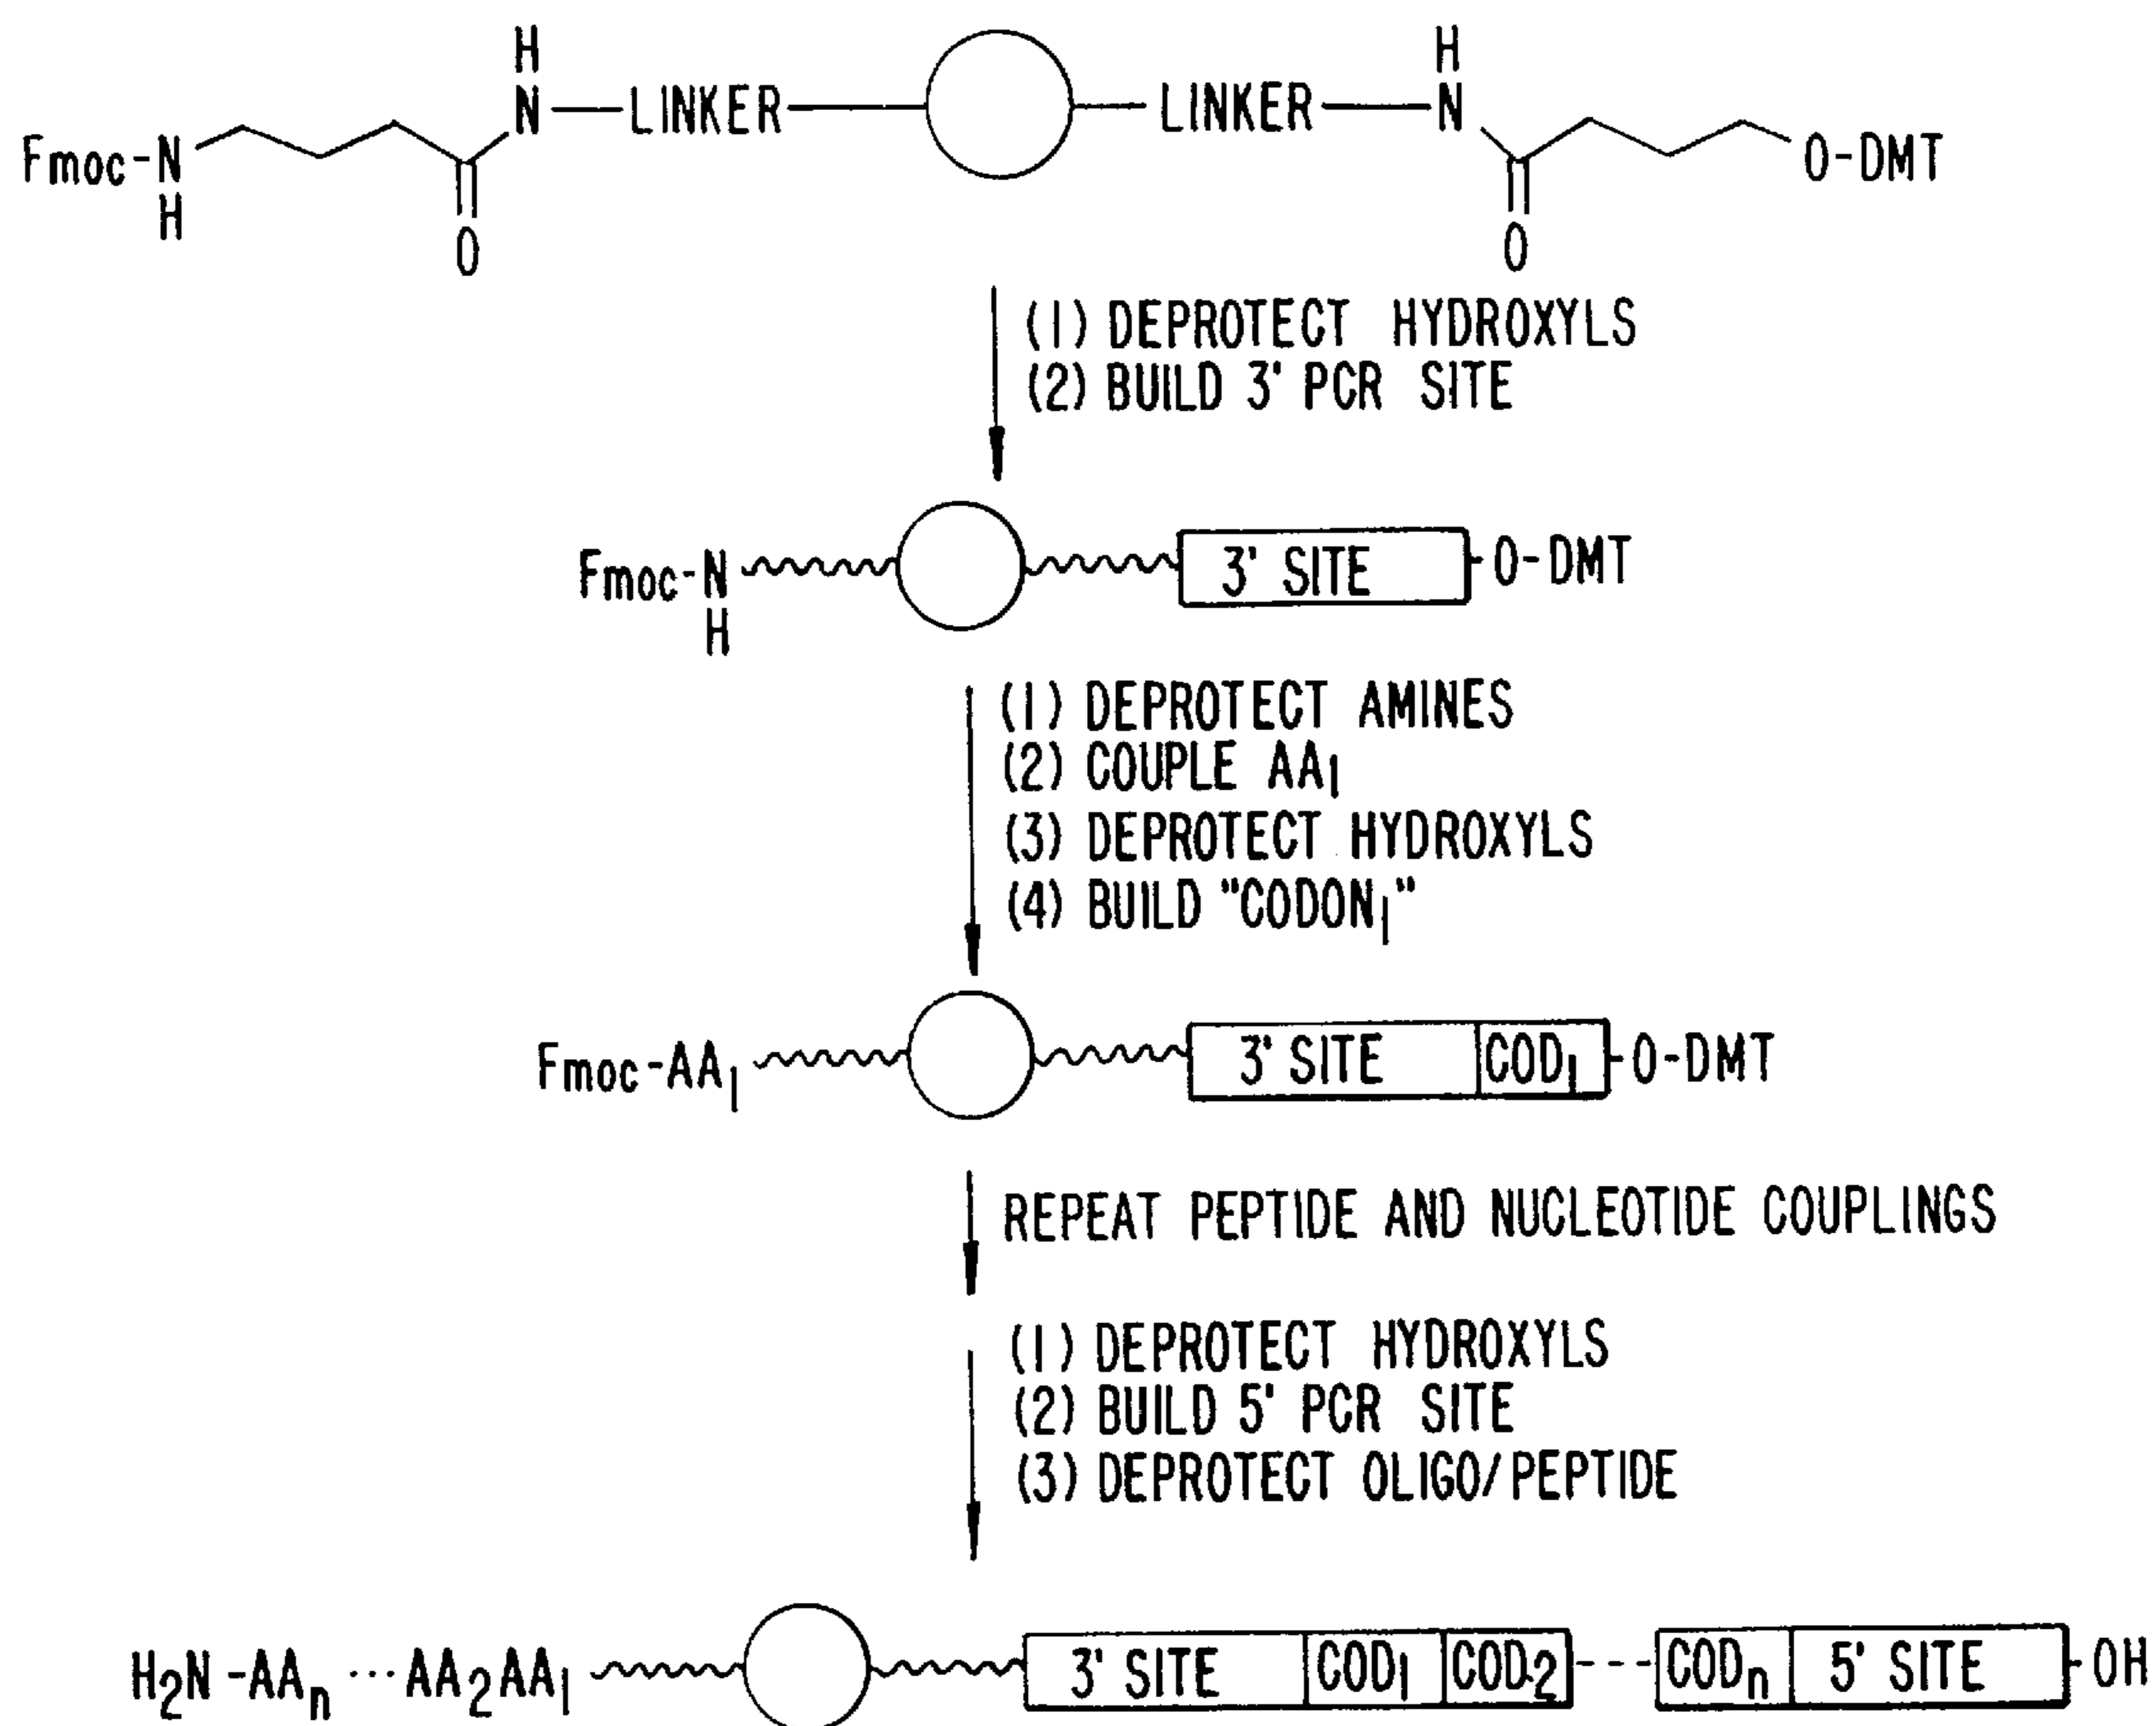 H H
N—LINKER LINKER—N
Fmoc-N O-DMT
H O O
(1) DEPROTECT HYDROXYLS
(2) BUILD 3' PCR SITE
Fmoc-N 3' SITE O-DMT
H
(1) DEPROTECT AMINES
(2) COUPLE AA₁
(3) DEPROTECT HYDROXYLS
(4) BUILD "CODON₁"
Fmoc-AA₁ 3' SITE COD₁ O-DMT
REPEAT PEPTIDE AND NUCLEOTIDE COUPLINGS
(1) DEPROTECT HYDROXYLS
(2) BUILD 5' PCR SITE
(3) DEPROTECT OLIGO/PEPTIDE
H₂N-AAₙ ···AA₂AA₁ 3' SITE COD₁ COD₂ --- CODₙ 5' SITE OH